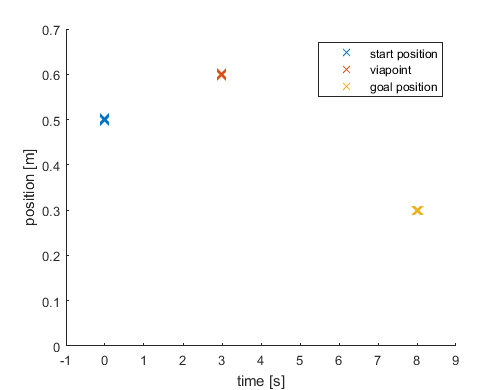 0.7
0.6
0.5
0.4
0.3
0.2
0.1
0
position [m]
start position
viapoint
goal position
-1 0 1 2 3 4 5 6 7 8 9
time [s]